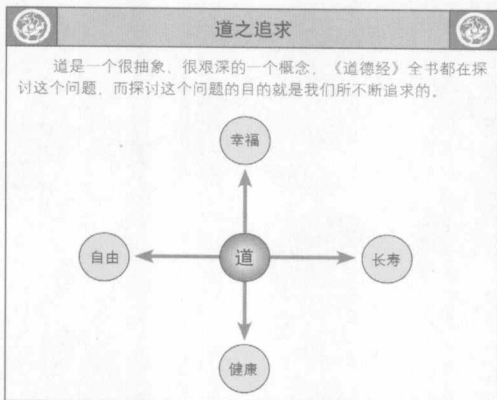 道之追求
道是一个很抽象、很艰深的一个概念，《道德经》全书都在探
讨这个问题，而探讨这个问题的目的就是我们所不断追求的。
幸福
自由
道
长寿
健康